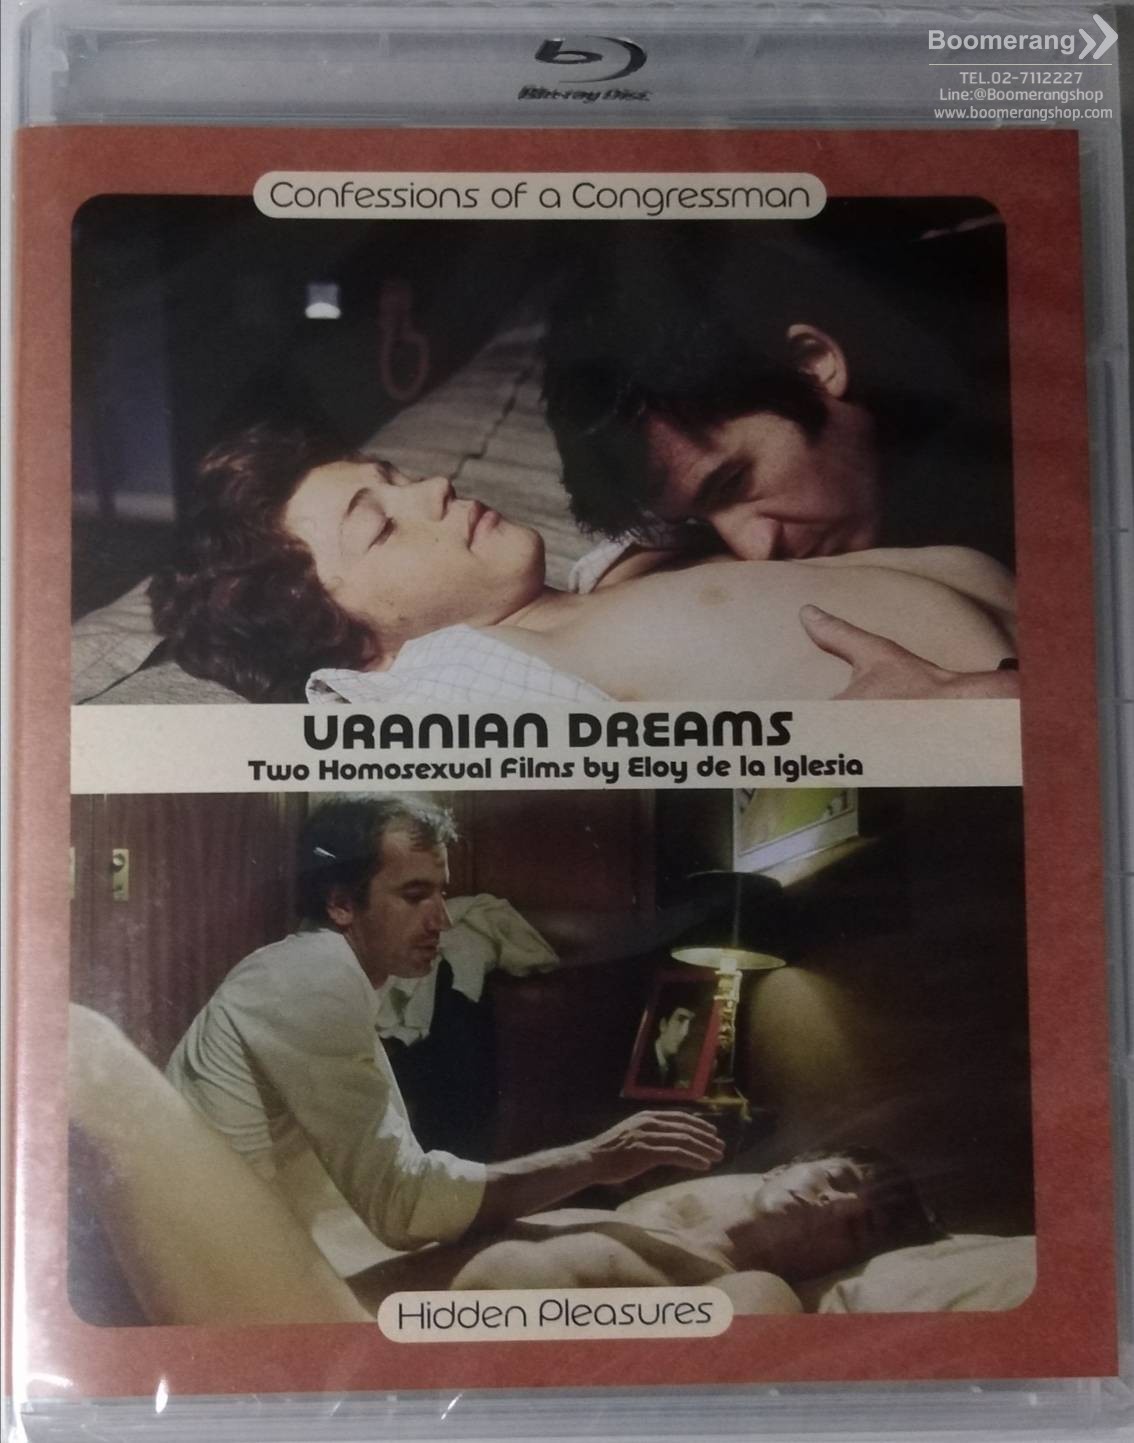 Blu-ray Disc
Boomerang
TEL.02-7112227
Line:@Boomerangshop
www.boomerangshop.com
Confessions of a Congressman
URANIAN DREAMS
Two Homosexual Films by Eloy de la Iglesia
Hidden Pleasures